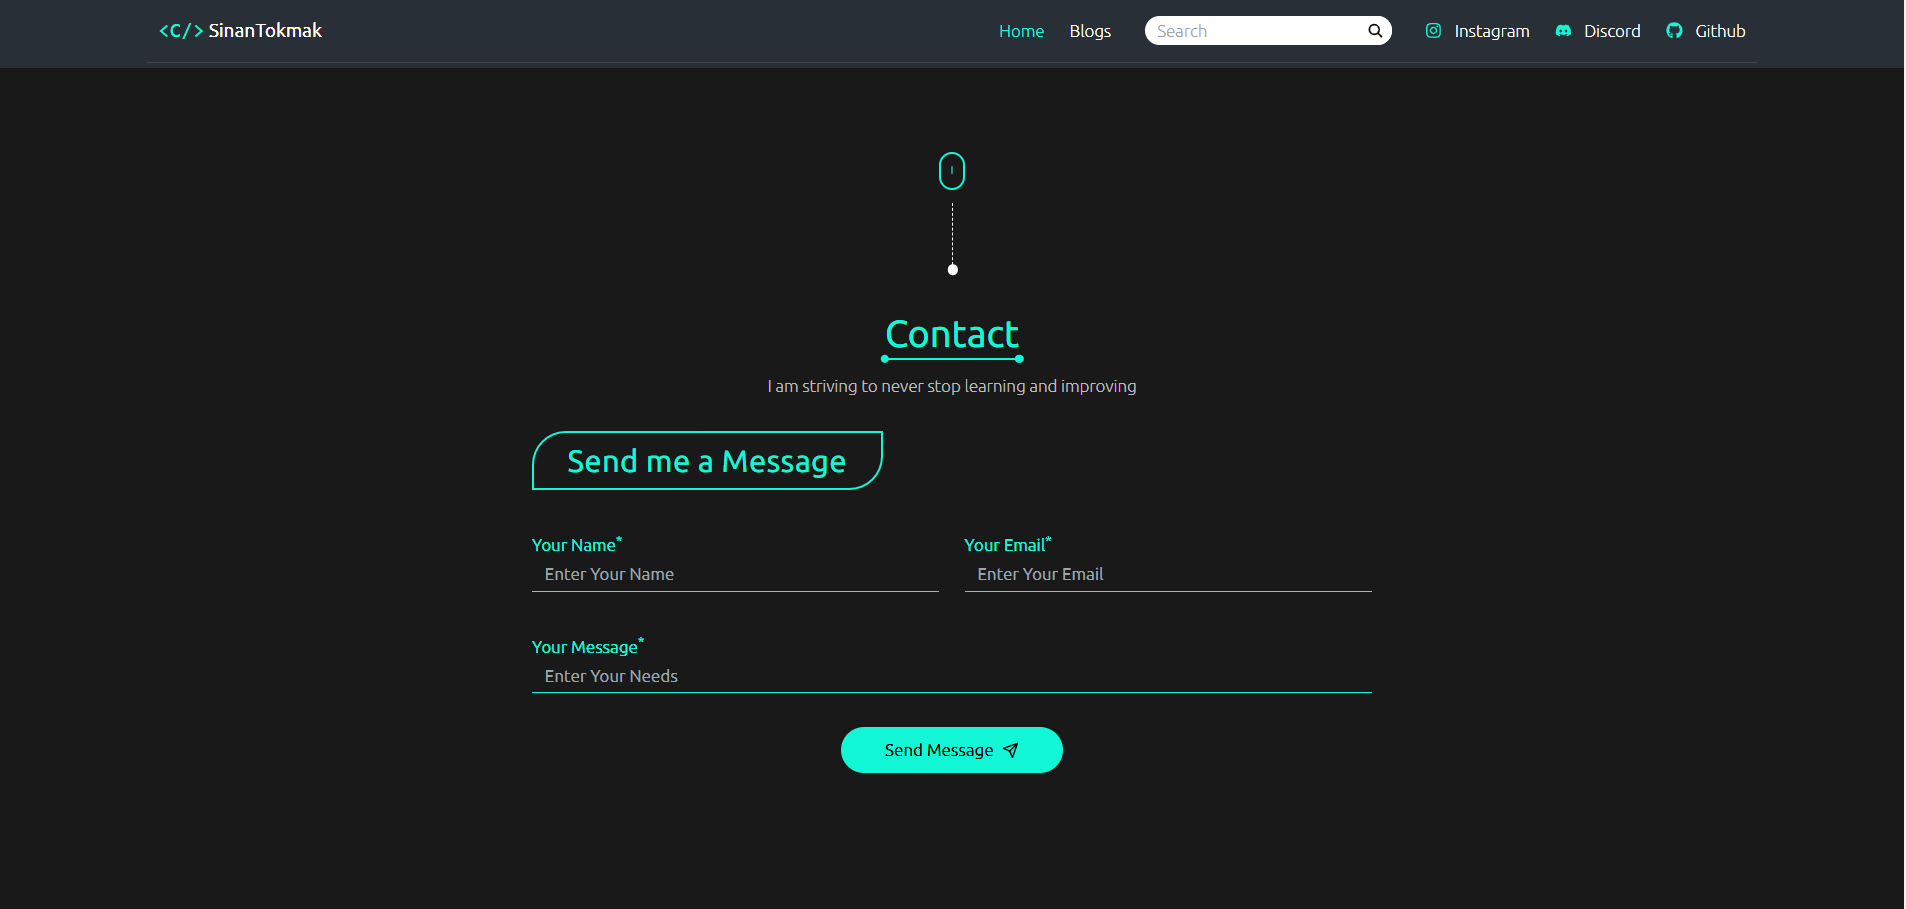 <C/> SinanTokmak Home Blogs Search Instagram Discord Github
Contact
I am striving to never stop learning and improving
Send me a Message
Your Name* Your Email*
Enter Your Name Enter Your Email
Your Message*
Enter Your Needs
Send Message